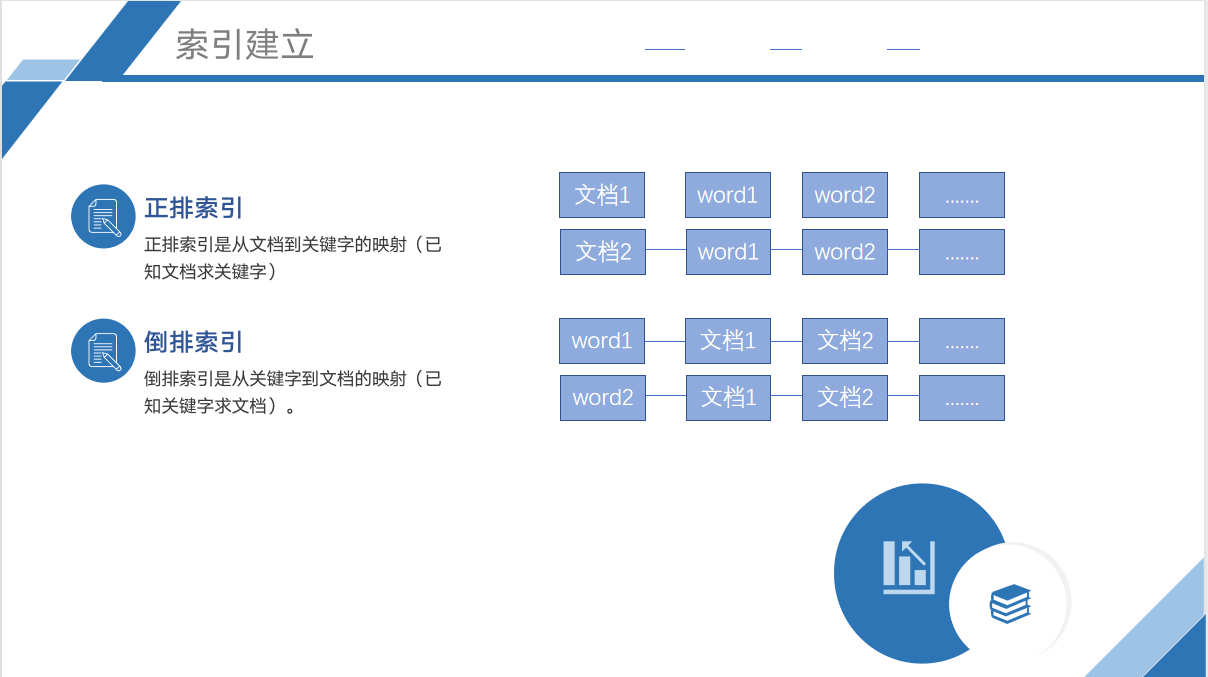 索引建立
正排索引
正排索引是从文档到关键字的映射（已
知文档求关键字）
倒排索引
倒排索引是从关键字到文档的映射（已
知关键字求文档）。
文档1 word1 word2 .......
文档2 word1 word2 .......
word1 文档1 文档2 .......
word2 文档1 文档2 .......